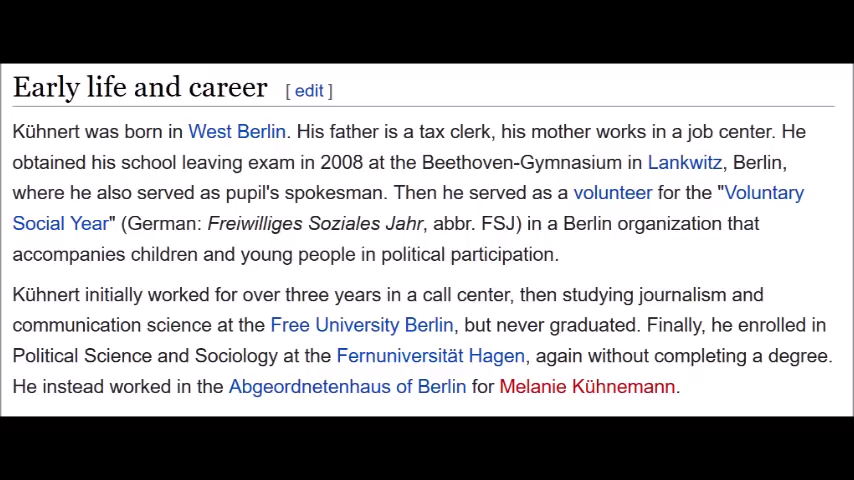 Early life and career [ edit ]
Kühnert was born in West Berlin. His father is a tax clerk, his mother works in a job center. He
obtained his school leaving exam in 2008 at the Beethoven-Gymnasium in Lankwitz, Berlin,
where he also served as pupil's spokesman. Then he served as a volunteer for the "Voluntary
Social Year" (German: Freiwilliges Soziales Jahr, abbr. FSJ) in a Berlin organization that
accompanies children and young people in political participation.
Kühnert initially worked for over three years in a call center, then studying journalism and
communication science at the Free University Berlin, but never graduated. Finally, he enrolled in
Political Science and Sociology at the Fernuniversität Hagen, again without completing a degree.
He instead worked in the Abgeordnetenhaus of Berlin for Melanie Kühnemann.